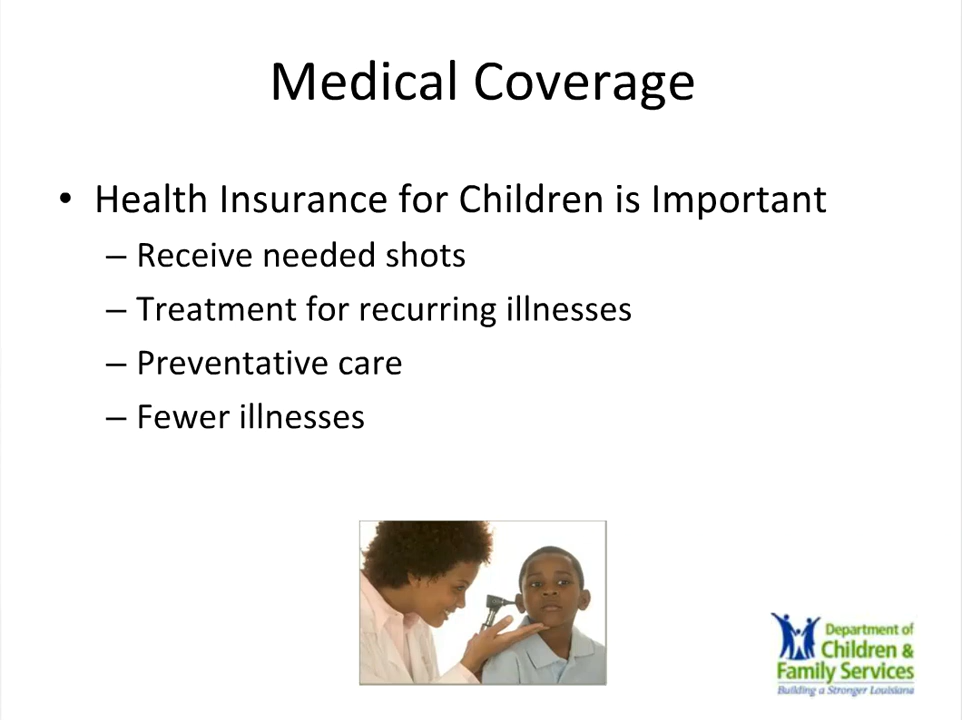 Medical Coverage
• Health Insurance for Children is Important
– Receive needed shots
– Treatment for recurring illnesses
– Preventative care
– Fewer illnesses
Department of
Children &
Family Services
Building a Stronger Louisiana